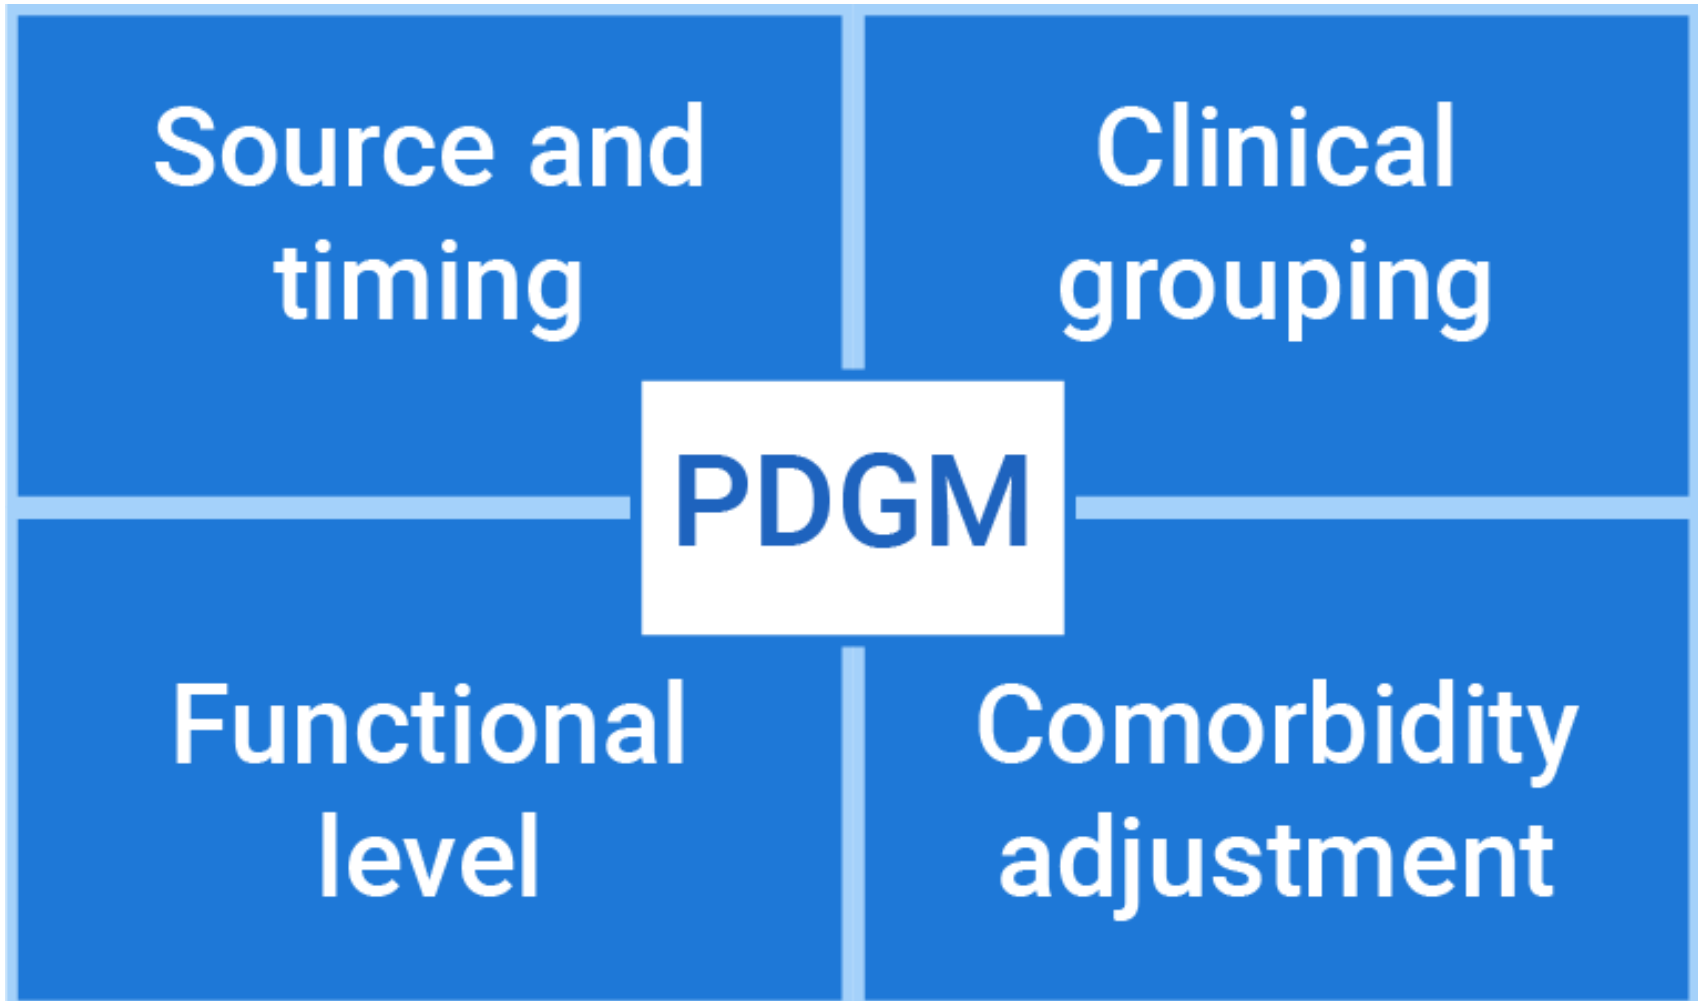 Source and
timing
Clinical
grouping
PDGM
Functional
level
Comorbidity
adjustment